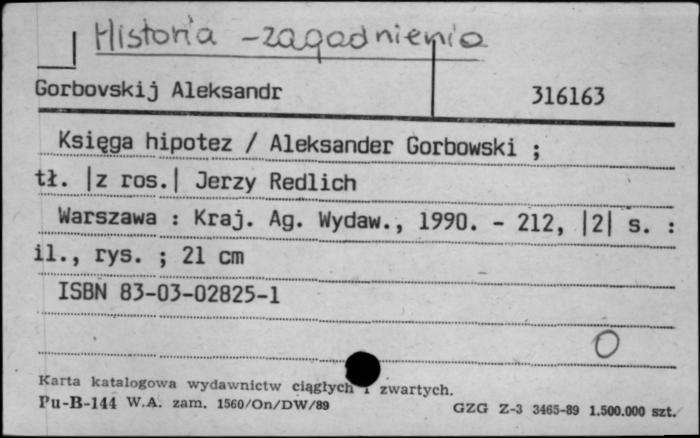 Historia - zagadnienia
Gorbovskij Aleksandr 316163
Księga hipotez / Aleksander Gorbowski ;
tł. |z ros.| Jerzy Redlich
Warszawa : Kraj. Ag. Wydaw., 1990. - 212, |2| s. :
il., rys. ; 21 cm
ISBN 83-03-02825-1
O
Karta katalogowa wydawnictw ciągłych i zwartych.
Pu-B-144 W.A. zam. 1560/On/DW/89 GZG Z-3 3465-89 1.500.000 szt.